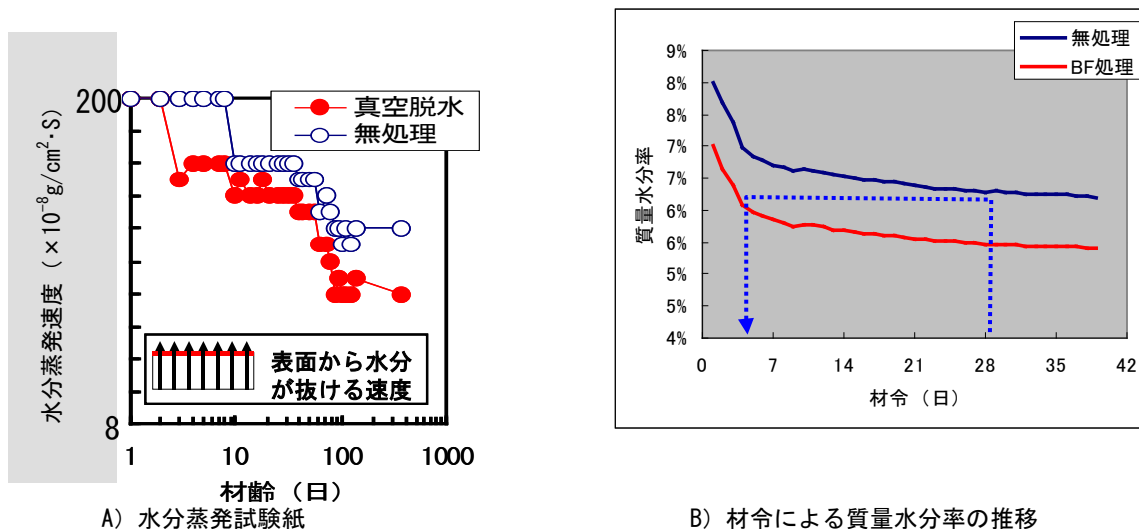 水分蒸発速度(×10⁻⁸g/cm²・S)
200
8
真空脱水
無処理
表面から水分
が抜ける速度
1
10
100
1000
材齢(日)
A) 水分蒸発試験紙
無処理
BF処理
質量水分率
9%
8%
8%
7%
7%
6%
6%
5%
5%
4%
0
7
14
21
28
35
42
材令(日)
B) 材令による質量水分率の推移